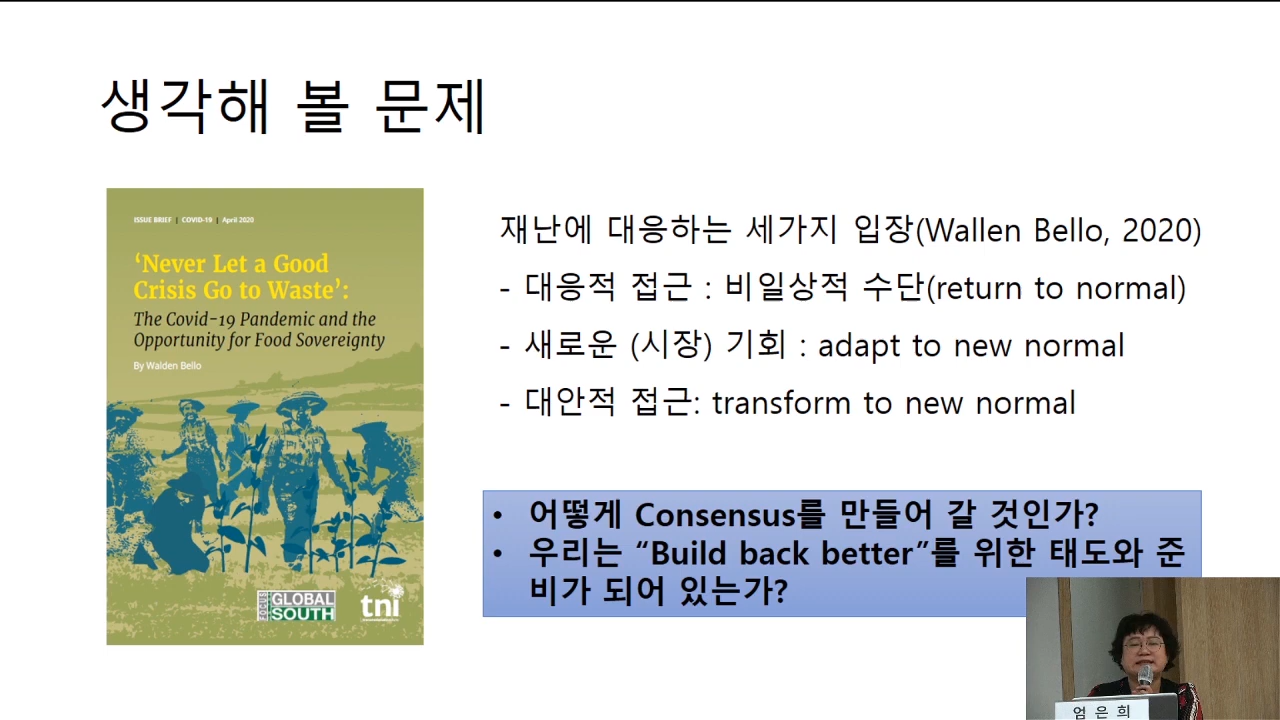 생각해 볼 문제
ISSUE BRIEF | COVID-19 | April 2020
‘Never Let a Good
Crisis Go to Waste’:
The Covid-19 Pandemic and the
Opportunity for Food Sovereignty
By Walden Bello
FOCUS
GLOBAL
SOUTH
tni
재난에 대응하는 세가지 입장(Wallen Bello, 2020)
- 대응적 접근 : 비일상적 수단(return to normal)
- 새로운 (시장) 기회 : adapt to new normal
- 대안적 접근: transform to new normal
• 어떻게 Consensus를 만들어 갈 것인가?
• 우리는 “Build back better”를 위한 태도와 준
비가 되어 있는가?
엄은희